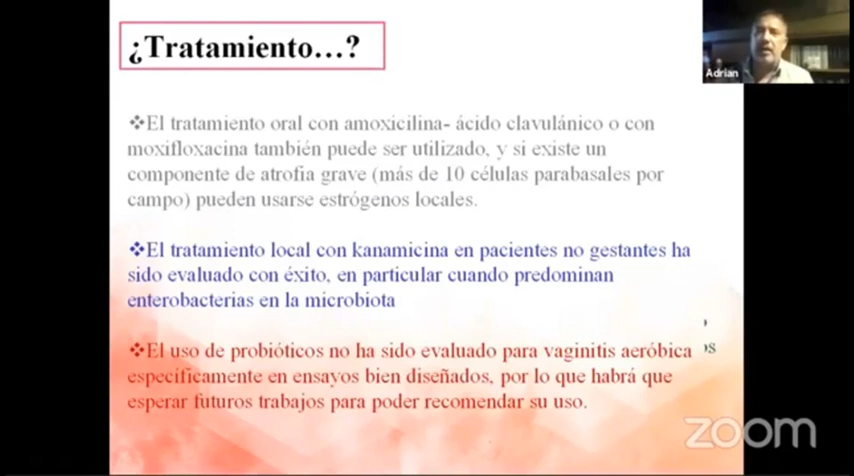 ¿Tratamiento...?
Adrian
❖El tratamiento oral con amoxicilina- ácido clavulánico o con
moxifloxacina también puede ser utilizado, y si existe un
componente de atrofia grave (más de 10 células parabasales por
campo) pueden usarse estrógenos locales.
❖El tratamiento local con kanamicina en pacientes no gestantes ha
sido evaluado con éxito, en particular cuando predominan
enterobacterias en la microbiota
❖El uso de probióticos no ha sido evaluado para vaginitis aeróbica
específicamente en ensayos bien diseñados, por lo que habrá que
esperar futuros trabajos para poder recomendar su uso.
zoom